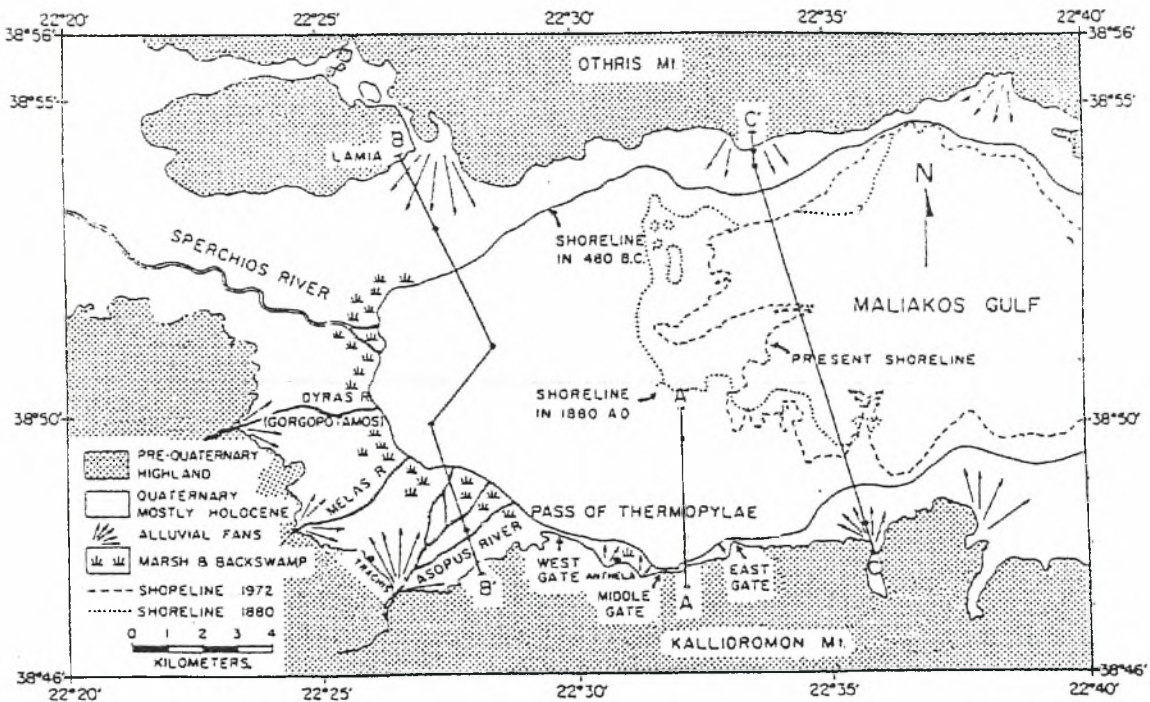 22°20' 22°25' 22°30' 22°35' 22°40'
38°56' 38°56'
OTHRIS Mt.
38°55' 38°55'
C'
B
LAMIA
N
SHORELINE
IN 480 B.C.
SPERCHIOS RIVER
MALIAKOS GULF
PRESENT SHORELINE
DYRAS R.
(GORGOPOTAMOS)
SHORELINE
IN 1880 A.D
A'
38°50' 38°50'
PRE-QUATERNARY
HIGHLAND
QUATERNARY
MOSTLY HOLOCENE
ALLUVIAL FANS
MARSH & BACKSWAMP
SHORELINE 1972
SHORELINE 1880
0 1 2 3 4
KILOMETERS
MELAS R.
TRACHIS
ASOPUS RIVER
B'
PASS OF THERMOPYLAE
WEST
GATE
ANTHELA
MIDDLE
GATE
A
EAST
GATE
C
KALLIDROMON Mt.
38°46' 38°46'
22°20' 22°25' 22°30' 22°35' 22°40'